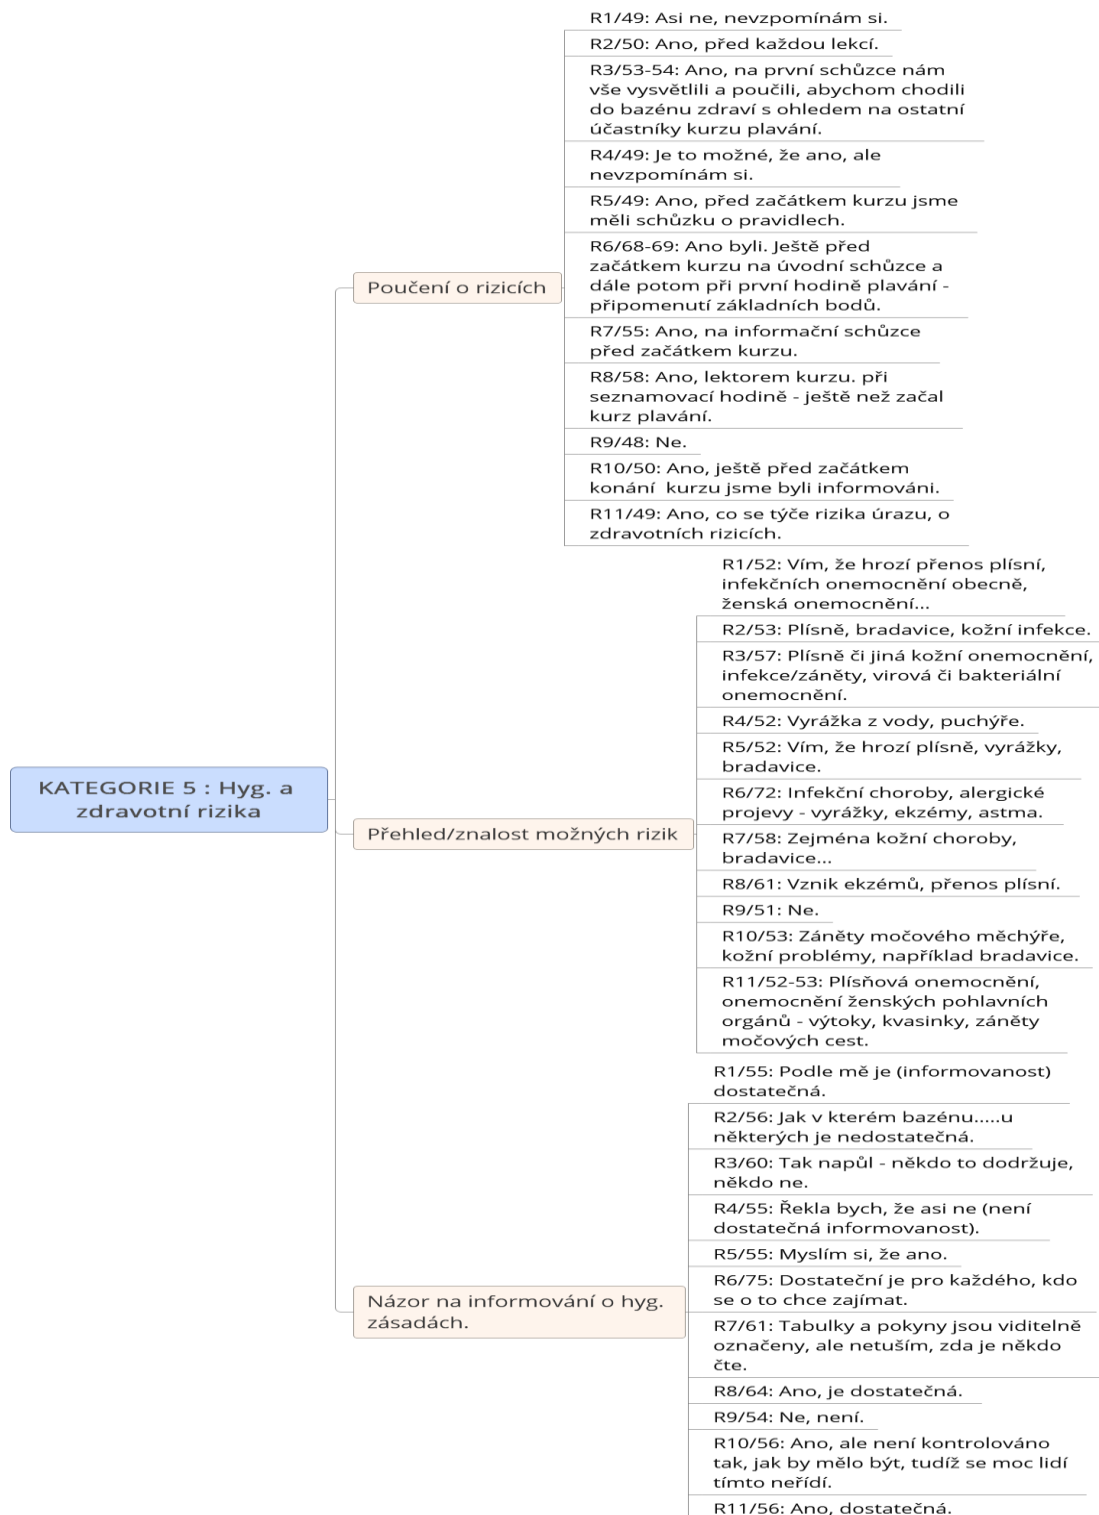 R1/49: Asi ne, nevzpomínám si.
R2/50: Ano, před každou lekcí.
R3/53-54: Ano, na první schůzce nám
vše vysvětlili a poučili, abychom chodili
do bazénu zdraví s ohledem na ostatní
účastníky kurzu plavání.
R4/49: Je to možné, že ano, ale
nevzpomínám si.
R5/49: Ano, před začátkem kurzu jsme
měli schůzku o pravidlech.
R6/68-69: Ano byli. Ještě před
začátkem kurzu na úvodní schůzce a
dále potom při první hodině plavání -
připomenutí základních bodů.
Poučení o rizicích
R7/55: Ano, na informační schůzce
před začátkem kurzu.
R8/58: Ano, lektorem kurzu. při
seznamovací hodině - ještě než začal
kurz plavání.
R9/48: Ne.
R10/50: Ano, ještě před začátkem
konání  kurzu jsme byli informováni.
R11/49: Ano, co se týče rizika úrazu, o
zdravotních rizicích.
R1/52: Vím, že hrozí přenos plísní,
infekčních onemocnění obecně,
ženská onemocnění...
R2/53: Plísně, bradavice, kožní infekce.
R3/57: Plísně či jiná kožní onemocnění,
infekce/záněty, virová či bakteriální
onemocnění.
R4/52: Vyrážka z vody, puchýře.
R5/52: Vím, že hrozí plísně, vyrážky,
bradavice.
KATEGORIE 5 : Hyg. a
zdravotní rizika
R6/72: Infekční choroby, alergické
projevy - vyrážky, ekzémy, astma.
Přehled/znalost možných rizik
R7/58: Zejména kožní choroby,
bradavice...
R8/61: Vznik ekzémů, přenos plísní.
R9/51: Ne.
R10/53: Záněty močového měchýře,
kožní problémy, například bradavice.
R11/52-53: Plísňová onemocnění,
onemocnění ženských pohlavních
orgánů - výtoky, kvasinky, záněty
močových cest.
R1/55: Podle mě je (informovanost)
dostatečná.
R2/56: Jak v kterém bazénu.....u
některých je nedostatečná.
R3/60: Tak napůl - někdo to dodržuje,
někdo ne.
R4/55: Řekla bych, že asi ne (není
dostatečná informovanost).
R5/55: Myslím si, že ano.
R6/75: Dostateční je pro každého, kdo
se o to chce zajímat.
Názor na informování o hyg.
zásadách.
R7/61: Tabulky a pokyny jsou viditelně
označeny, ale netuším, zda je někdo
čte.
R8/64: Ano, je dostatečná.
R9/54: Ne, není.
R10/56: Ano, ale není kontrolováno
tak, jak by mělo být, tudíž se moc lidí
tímto neřídí.
R11/56: Ano, dostatečná.